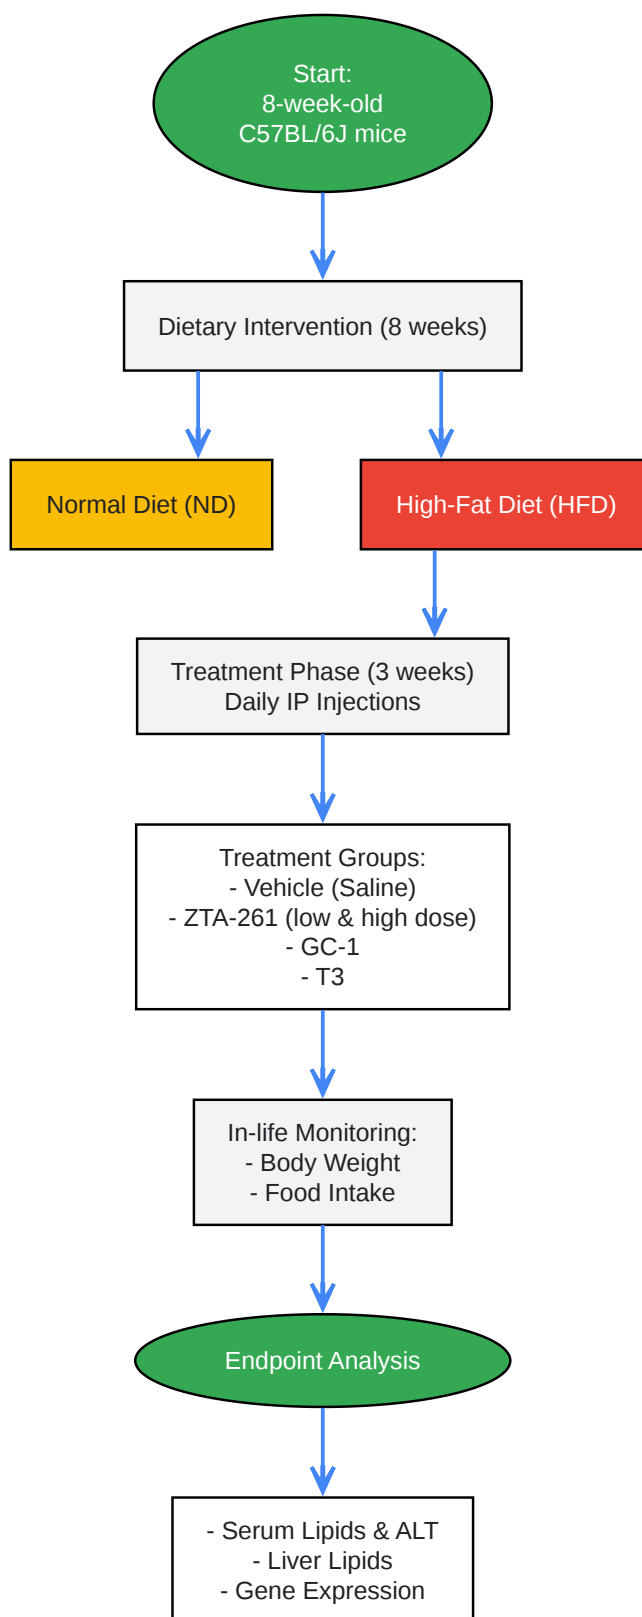 Start:
8-week-old
C57BL/6J mice
Dietary Intervention (8 weeks)
Normal Diet (ND)
High-Fat Diet (HFD)
Treatment Phase (3 weeks)
Daily IP Injections
Treatment Groups:
- Vehicle (Saline)
- ZTA-261 (low & high dose)
- GC-1
- T3
In-life Monitoring:
- Body Weight
- Food Intake
Endpoint Analysis
- Serum Lipids & ALT
- Liver Lipids
- Gene Expression